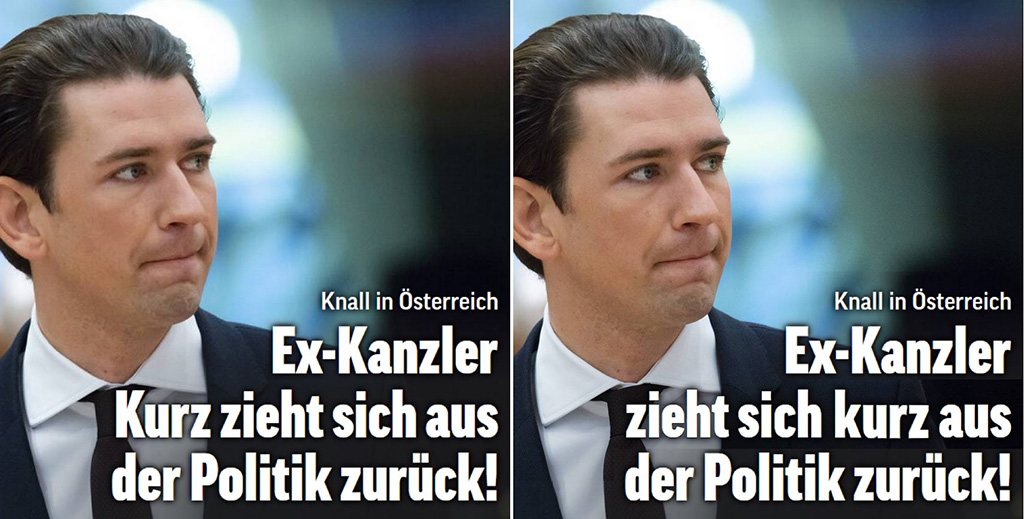 Knall in Österreich
Ex-Kanzler
Kurz zieht sich aus
der Politik zurück!
Knall in Österreich
Ex-Kanzler
zieht sich kurz aus
der Politik zurück!